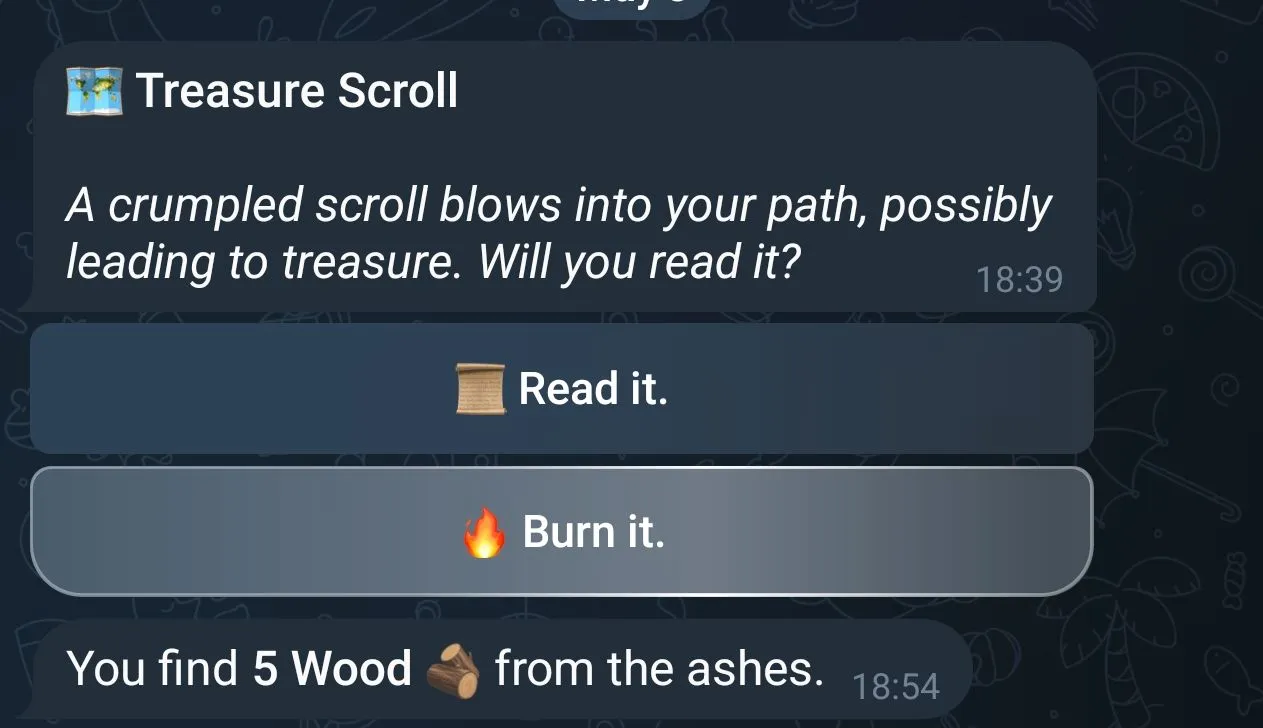 Treasure Scroll
A crumpled scroll blows into your path, possibly
leading to treasure. Will you read it?
18:39
Read it.
Burn it.
You find 5 Wood from the ashes.
18:54